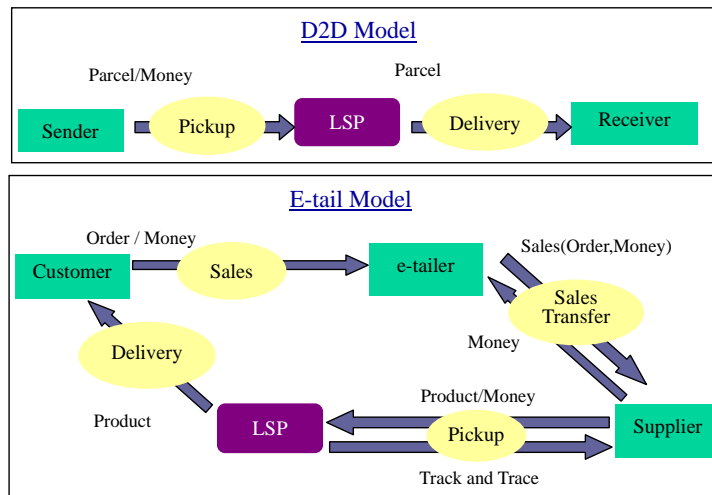 D2D Model
Parcel/Money
Parcel
Sender
Pickup
LSP
Delivery
Receiver
E-tail Model
Order / Money
Sales(Order,Money)
Customer
Sales
e-tailer
Sales
Transfer
Delivery
Money
Product
Product/Money
LSP
Pickup
Supplier
Track and Trace